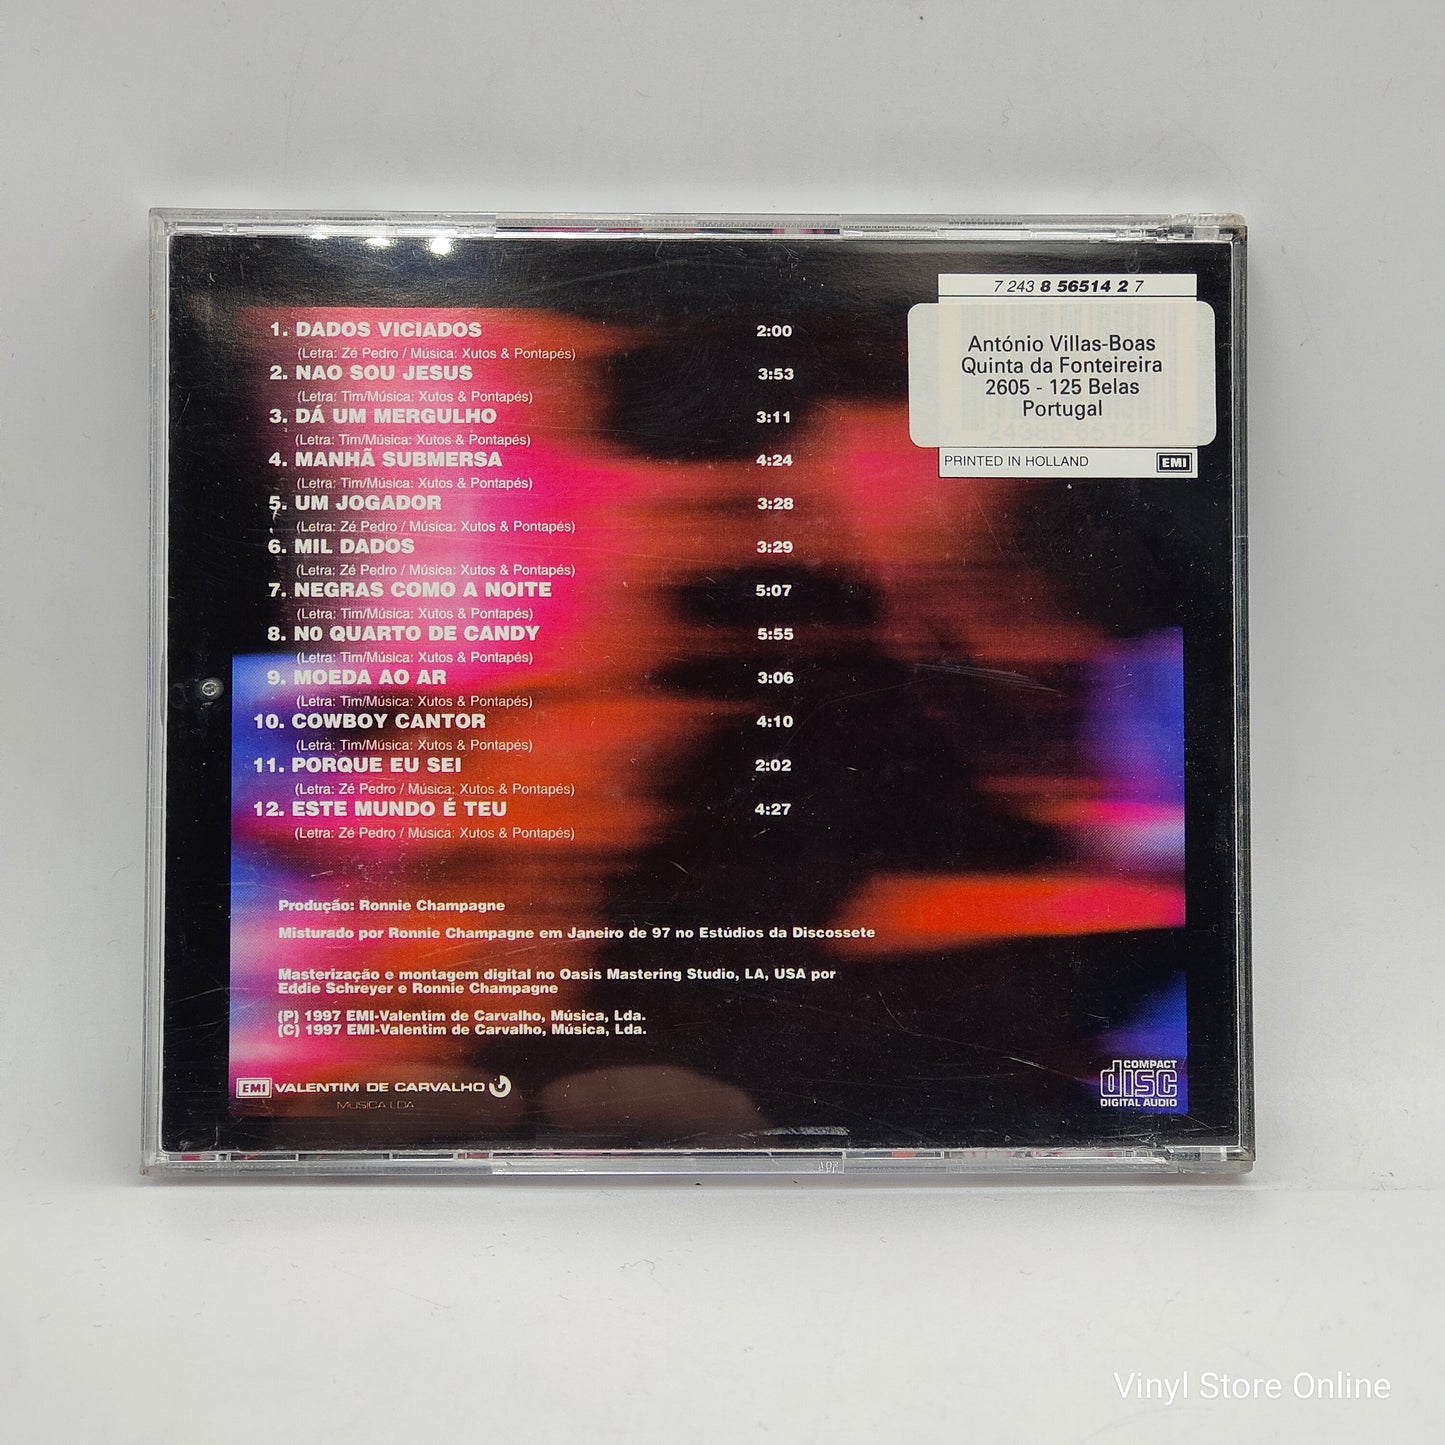 7 243 8 56514 2 7
António Villas-Boas
Quinta da Fonteireira
2605 - 125 Belas
Portugal
PRINTED IN HOLLAND EMI
1. DADOS VICIADOS 2:00
(Letra: Zé Pedro / Música: Xutos & Pontapés)
2. NAO SOU JESUS 3:53
(Letra: Tim/Música: Xutos & Pontapés)
3. DÁ UM MERGULHO 3:11
(Letra: Tim/Música: Xutos & Pontapés)
4. MANHÃ SUBMERSA 4:24
(Letra: Tim/Música: Xutos & Pontapés)
5. UM JOGADOR 3:28
(Letra: Zé Pedro / Música: Xutos & Pontapés)
6. MIL DADOS 3:29
(Letra: Zé Pedro / Música: Xutos & Pontapés)
7. NEGRAS COMO A NOITE 5:07
(Letra: Tim/Música: Xutos & Pontapés)
8. N0 QUARTO DE CANDY 5:55
(Letra: Tim/Música: Xutos & Pontapés)
9. MOEDA AO AR 3:06
(Letra: Tim/Música: Xutos & Pontapés)
10. COWBOY CANTOR 4:10
(Letra: Tim/Música: Xutos & Pontapés)
11. PORQUE EU SEI 2:02
(Letra: Zé Pedro / Música: Xutos & Pontapés)
12. ESTE MUNDO É TEU 4:27
(Letra: Zé Pedro / Música: Xutos & Pontapés)
Produção: Ronnie Champagne
Misturado por Ronnie Champagne em Janeiro de 97 no Estúdios da Discossete
Masterização e montagem digital no Oasis Mastering Studio, LA, USA por
Eddie Schreyer e Ronnie Champagne
(P) 1997 EMI-Valentim de Carvalho, Música, Lda.
(C) 1997 EMI-Valentim de Carvalho, Música, Lda.
EMI VALENTIM DE CARVALHO
MUSICA LDA
COMPACT
disc
DIGITAL AUDIO
Vinyl Store Online